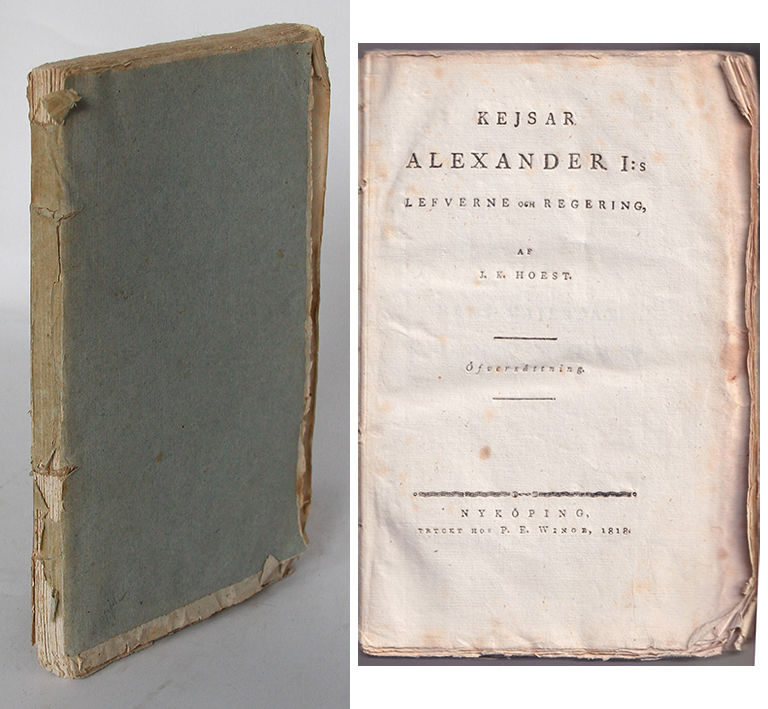 KEJSAR
ALEXANDER I:s
LEFVERNE OCH REGERING,
AF
J. K. HOEST.
Öfversättning.
NYKÖPING,
TRYCKT HOS P. E. WINGE, 1818.